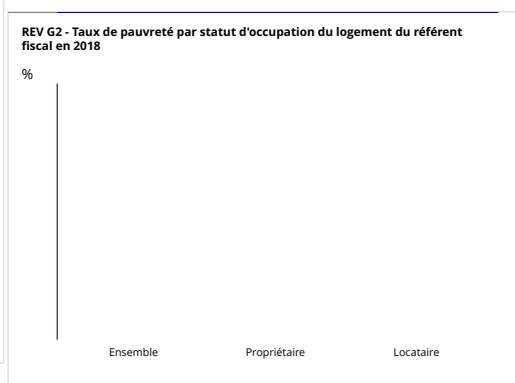 REV G2 - Taux de pauvreté par statut d'occupation du logement du référent
fiscal en 2018
%
Ensemble Propriétaire Locataire